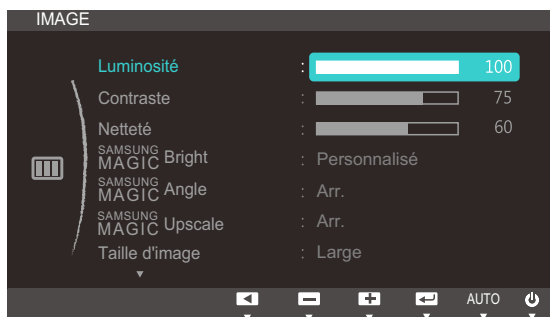 IMAGE
Luminosité : 100
Contraste : 75
Netteté : 60
SAMSUNG MAGIC Bright : Personnalisé
SAMSUNG MAGIC Angle : Arr.
SAMSUNG MAGIC Upscale : Arr.
Taille d'image : Large
AUTO